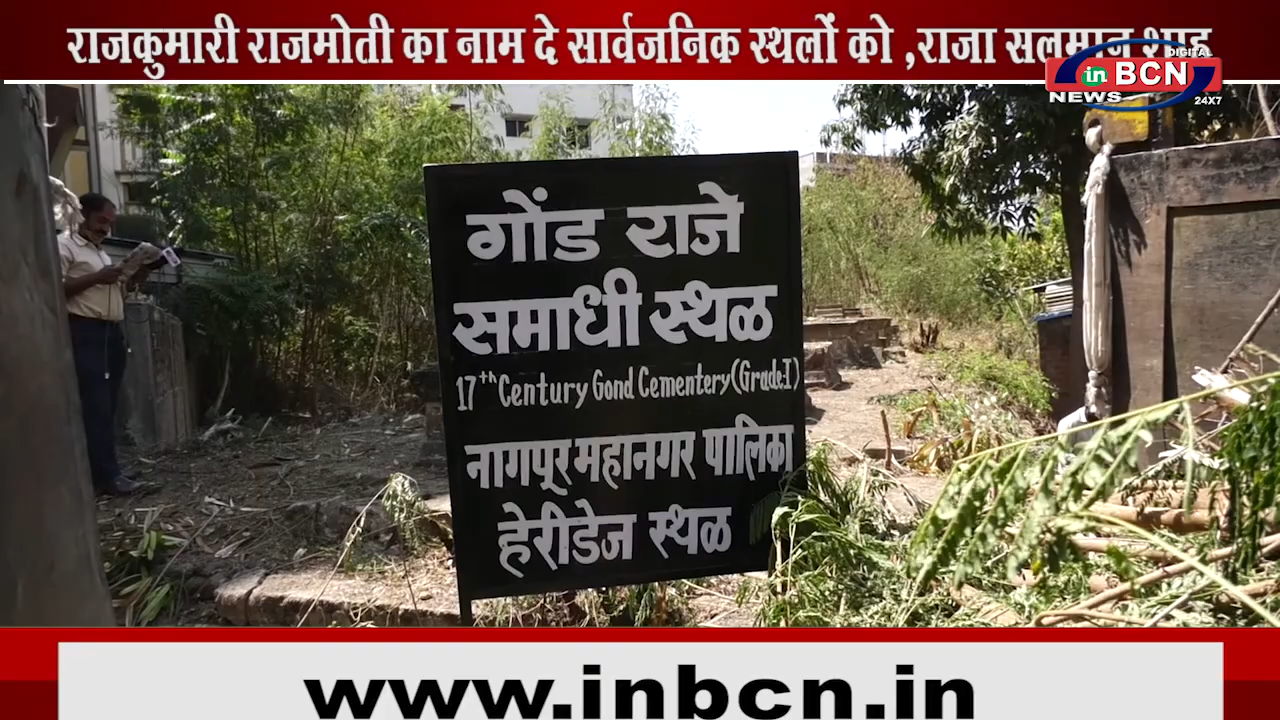 राजकुमारी राजमोती का नाम दे सार्वजनिक स्थलों को ,राजा सलमान शाह
DIGITAL
in BCN
NEWS 24X7
गोंड राजे
समाधी स्थळ
17th Century Gond Cementery (Grade-I)
नागपूर महानगर पालिका
हेरीडेज स्थळ
www.inbcn.in